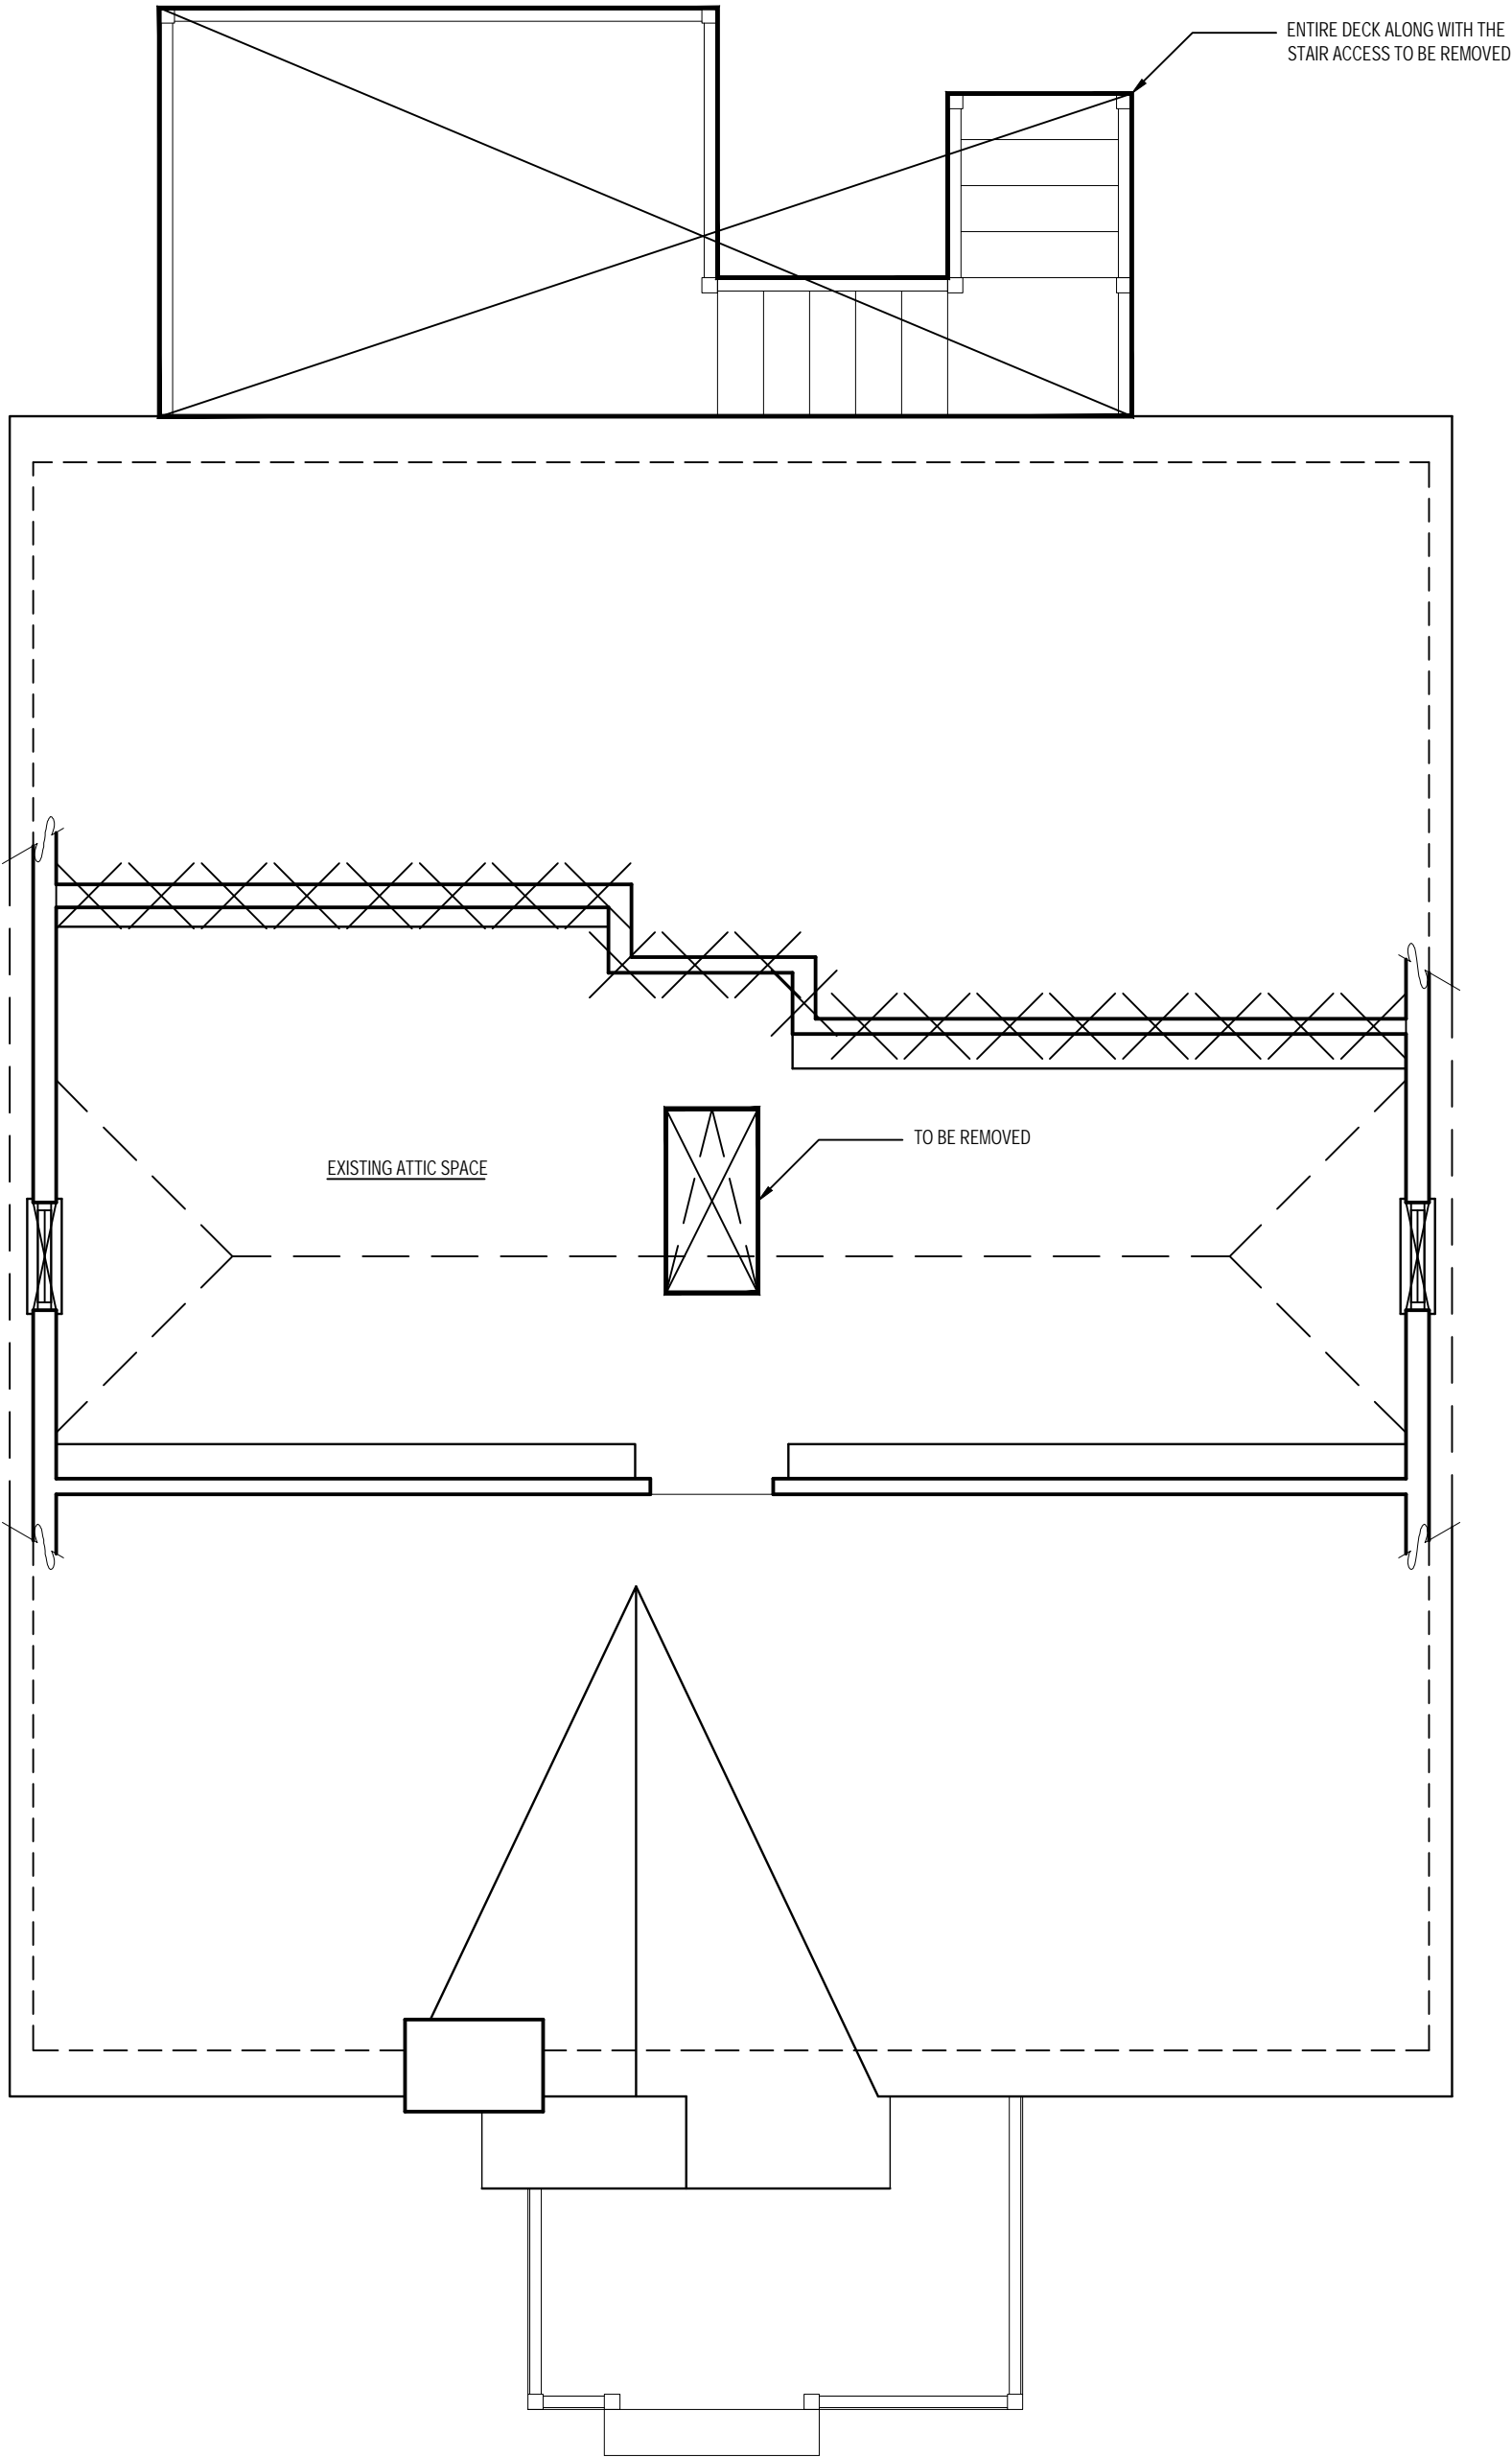 ENTIRE DECK ALONG WITH THE
STAIR ACCESS TO BE REMOVED
TO BE REMOVED
EXISTING ATTIC SPACE